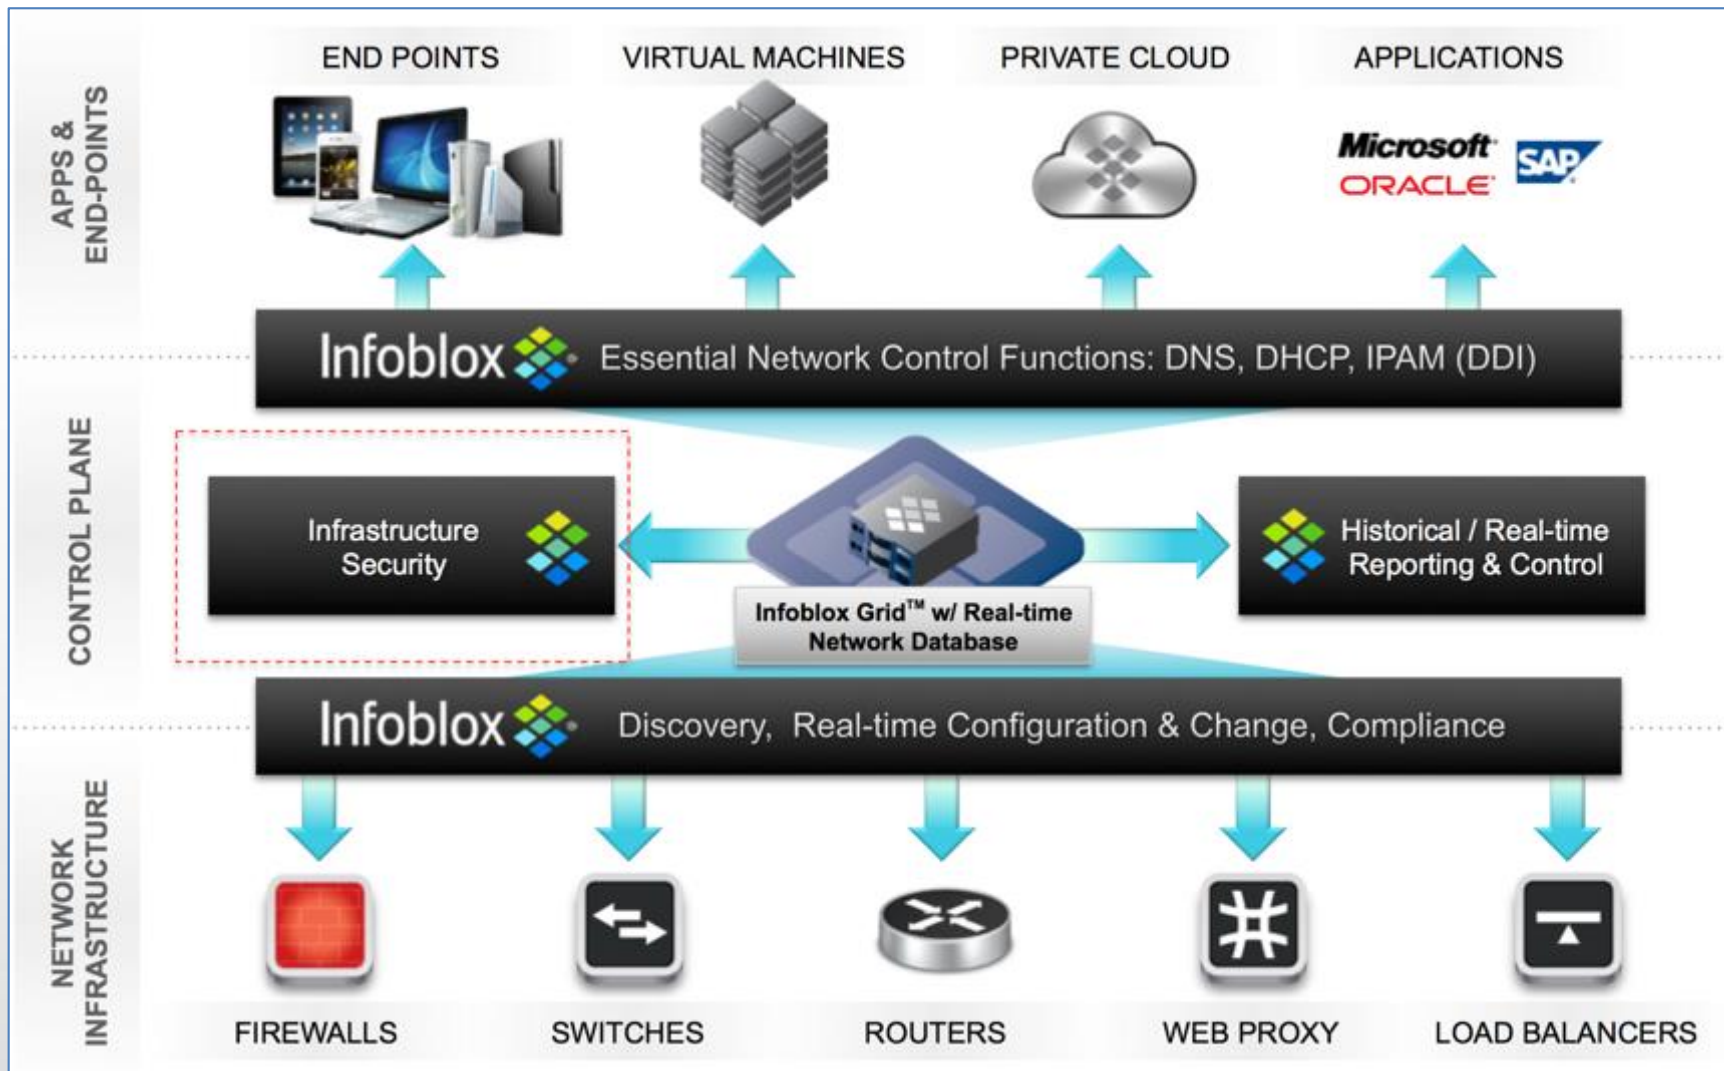 END POINTS
VIRTUAL MACHINES
PRIVATE CLOUD
APPLICATIONS
APPS &
END-POINTS
Microsoft
ORACLE
SAP
Infoblox
Essential Network Control Functions: DNS, DHCP, IPAM (DDI)
CONTROL PLANE
Infrastructure
Security
Infoblox Grid™ w/ Real-time
Network Database
Historical / Real-time
Reporting & Control
Infoblox
Discovery, Real-time Configuration & Change, Compliance
NETWORK
INFRASTRUCTURE
FIREWALLS
SWITCHES
ROUTERS
WEB PROXY
LOAD BALANCERS